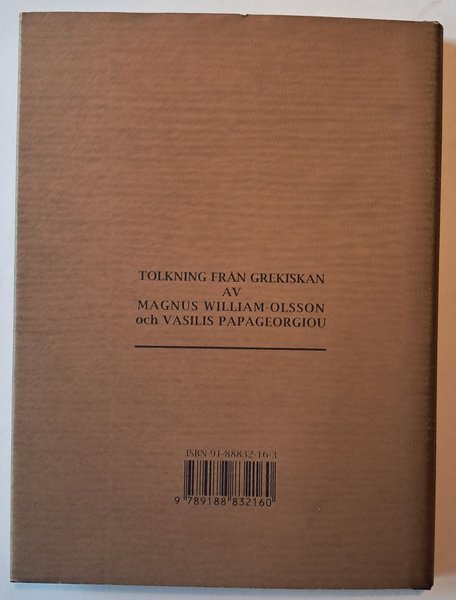 TOLKNING FRÅN GREKISKAN
AV
MAGNUS WILLIAM-OLSSON
och VASILIS PAPAGEORGIOU
ISBN 91-88832-16-3
9 789188 832160